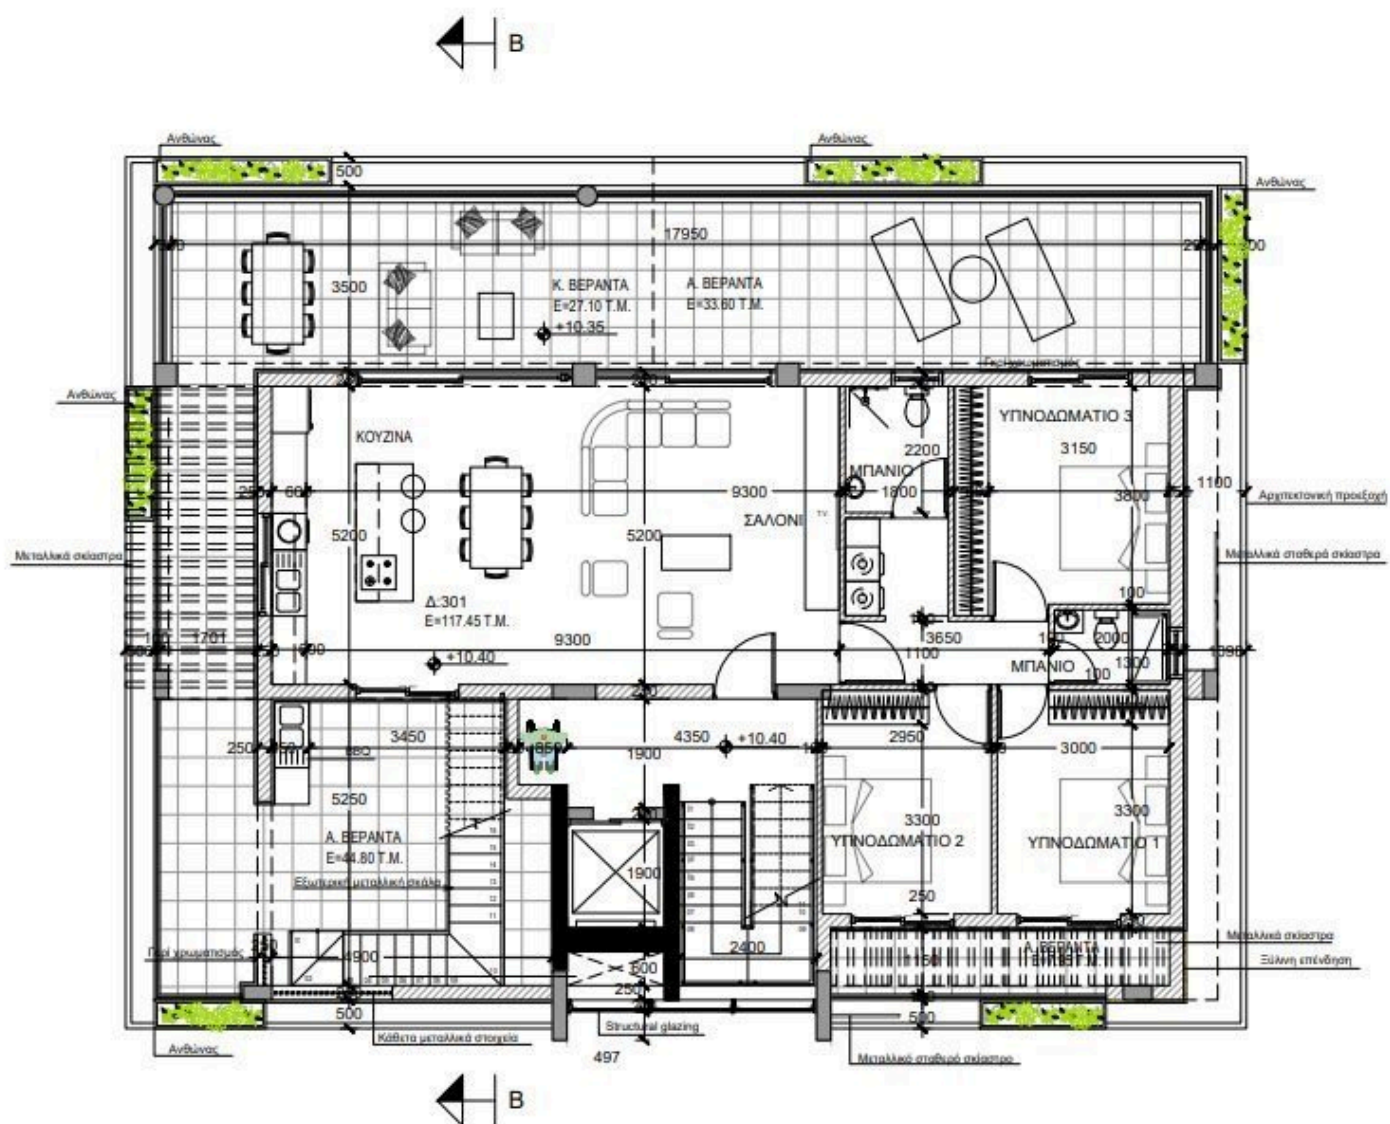 B
Ανθώνας
Ανθώνας
Ανθώνας
500
17950
3500
Κ. ΒΕΡΑΝΤΑ
Ε=27.10 Τ.Μ.
Α. ΒΕΡΑΝΤΑ
Ε=33.60 Τ.Μ.
+10.35
Ανθώνας
ΚΟΥΖΙΝΑ
ΥΠΝΟΔΩΜΑΤΙΟ 3
2200
3150
ΜΠΑΝΙΟ
9300
1800
3800
1100
Αρχιτεκτονική προεξοχή
ΣΑΛΟΝΙ
T.V.
5200
5200
Μεταλλικά σκίαστρα
Μεταλλικά σταθερά σκίαστρα
Δ:301
Ε=117.45 Τ.Μ.
100
1701
9300
3650
2000
1100
1300
ΜΠΑΝΙΟ
100
+10.40
250
3450
BBQ
850
4350
1900
+10.40
2950
3000
5250
Α. ΒΕΡΑΝΤΑ
Ε=44.80 Τ.Μ.
3300
3300
ΥΠΝΟΔΩΜΑΤΙΟ 2
ΥΠΝΟΔΩΜΑΤΙΟ 1
Εξωτερική μεταλλική σκάλα
1900
250
Μεταλλικά σκίαστρα
2400
Α. ΒΕΡΑΝΤΑ
4900
600
1150
Ξύλινη επένδηση
250
500
500
Structural glazing
Κάθετα μεταλλικά στοιχεία
Ανθώνας
497
Μεταλλικό σταθερό σκίαστρο
B